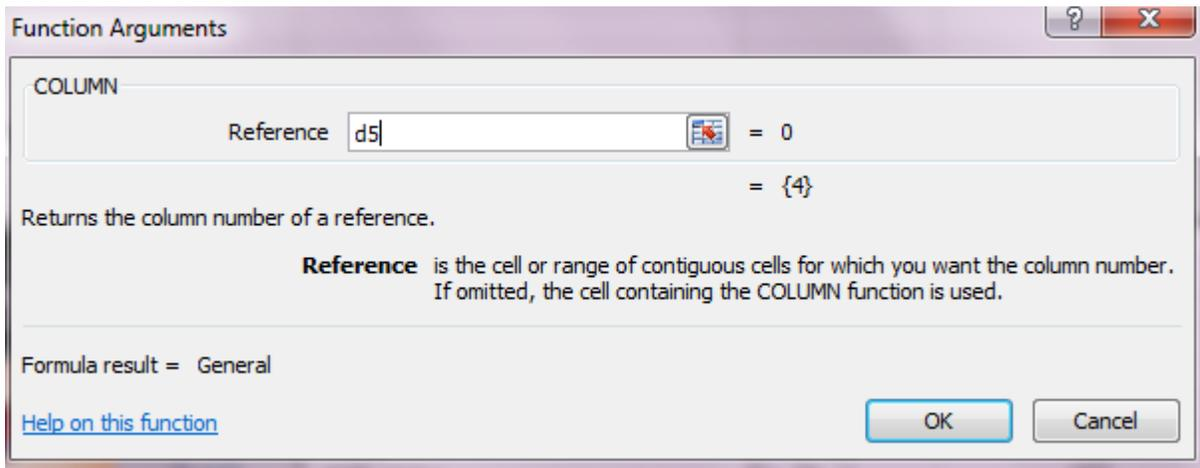 Function Arguments
?
X
COLUMN
Reference d5 = 0
= {4}
Returns the column number of a reference.
Reference is the cell or range of contiguous cells for which you want the column number.
If omitted, the cell containing the COLUMN function is used.
Formula result = General
Help on this function
OK
Cancel